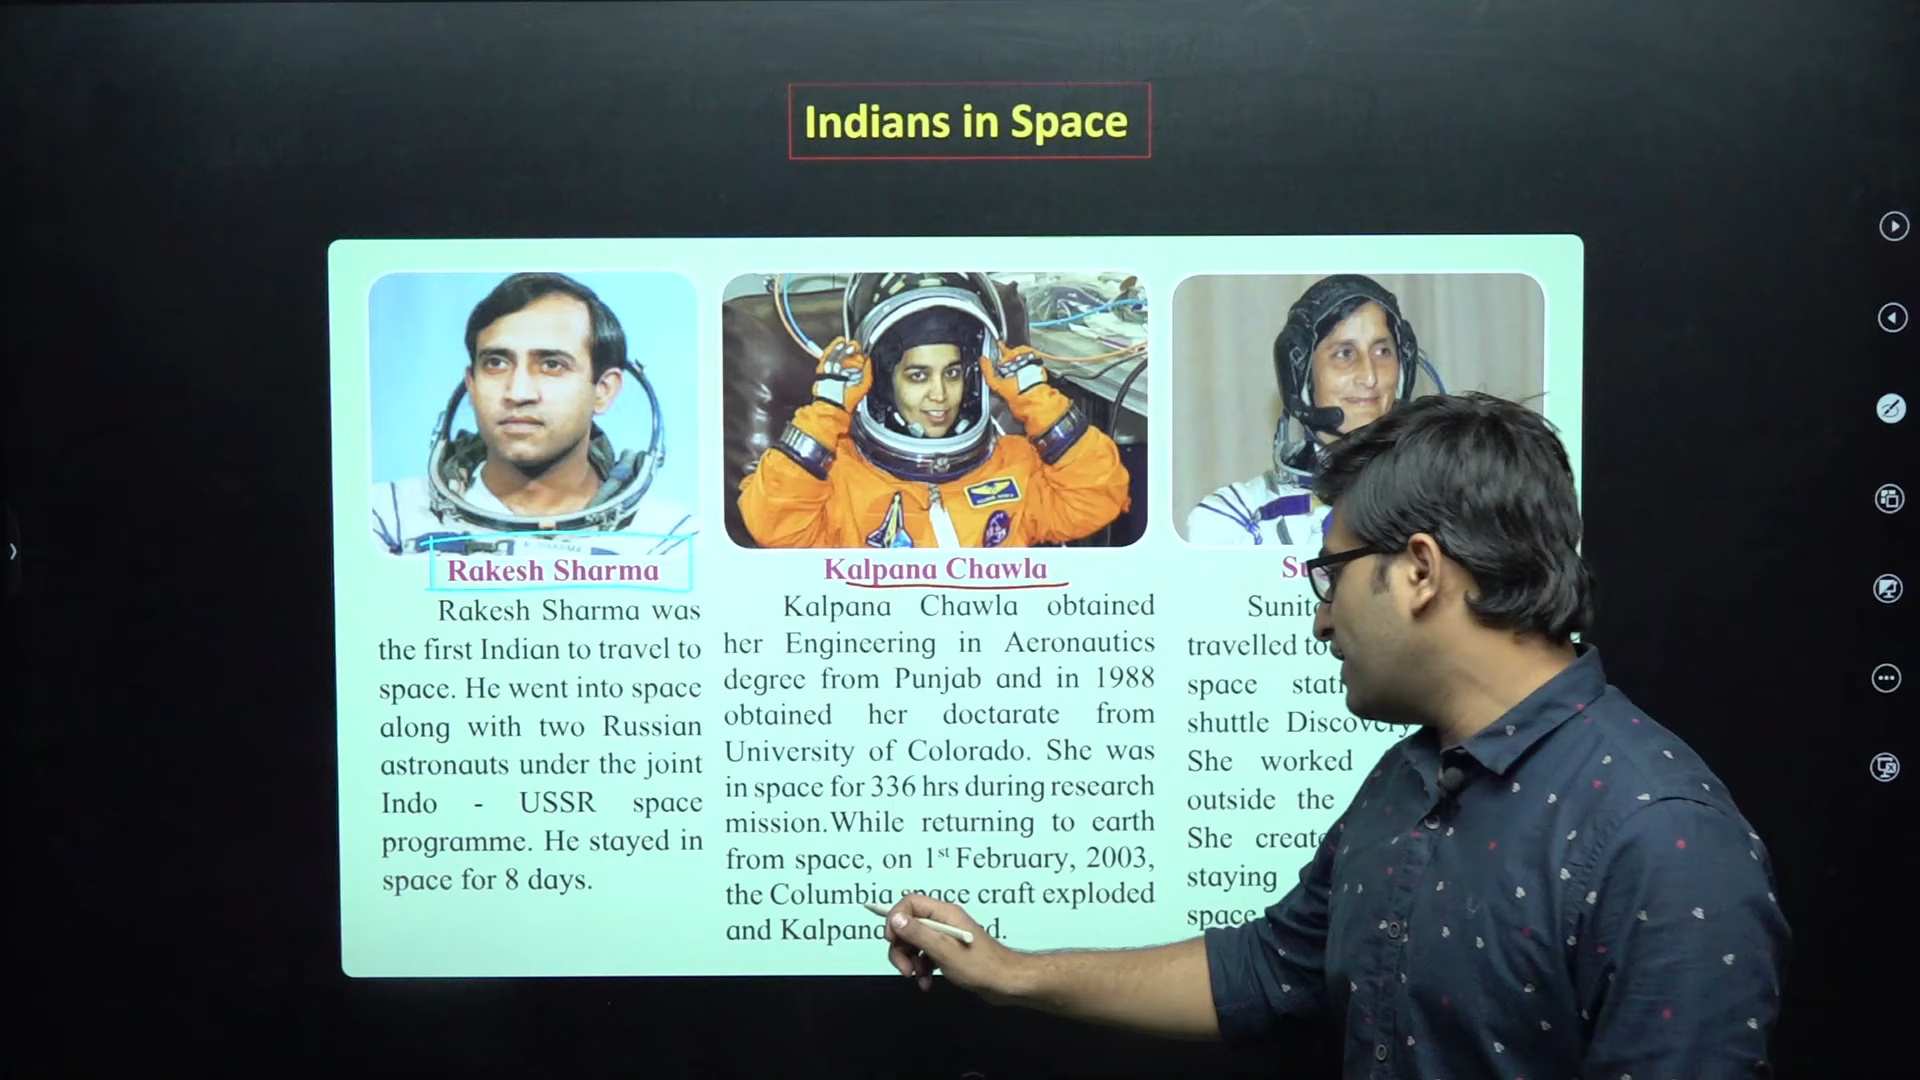 Indians in Space
Rakesh Sharma
Rakesh Sharma was
the first Indian to travel to
space. He went into space
along with two Russian
astronauts under the joint
Indo - USSR space
programme. He stayed in
space for 8 days.
Kalpana Chawla
Kalpana Chawla obtained
her Engineering in Aeronautics
degree from Punjab and in 1988
obtained her doctarate from
University of Colorado. She was
in space for 336 hrs during research
mission.While returning to earth
from space, on 1st February, 2003,
the Columbia space craft exploded
and Kalpana
travelled to
space
shuttle Discovery
She worked
outside the
She
staying
space